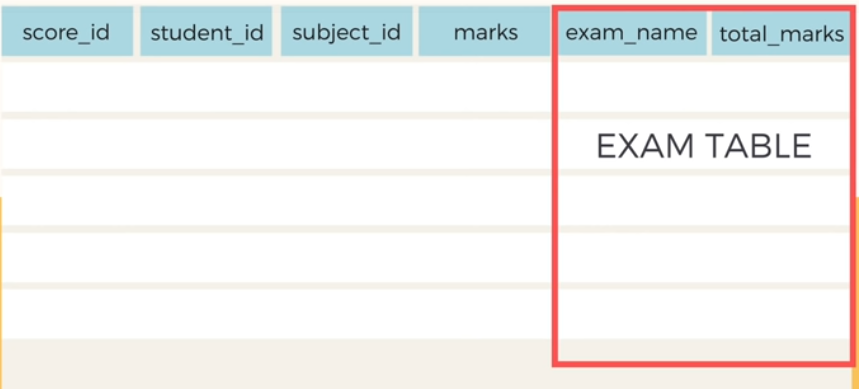 score_id student_id subject_id marks exam_name total_marks
EXAM TABLE